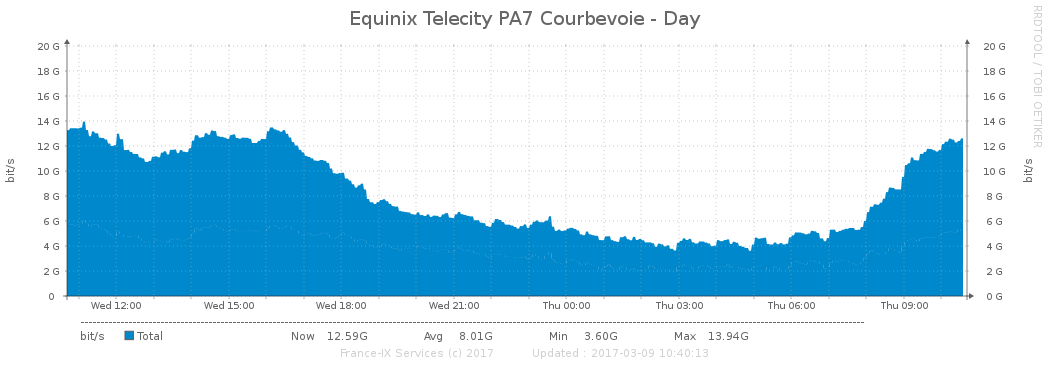 Equinix Telecity PA7 Courbevoie - Day
RRDTOOL / TOBI OETIKER
bit/s
20 G
18 G
16 G
14 G
12 G
10 G
8 G
6 G
4 G
2 G
0
20 G
18 G
16 G
14 G
12 G
10 G
8 G
6 G
4 G
2 G
0 G
bit/s
Wed 12:00 Wed 15:00 Wed 18:00 Wed 21:00 Thu 00:00 Thu 03:00 Thu 06:00 Thu 09:00
bit/s Total Now 12.59G Avg 8.01G Min 3.60G Max 13.94G
France-IX Services (c) 2017 Updated : 2017-03-09 10:40:13